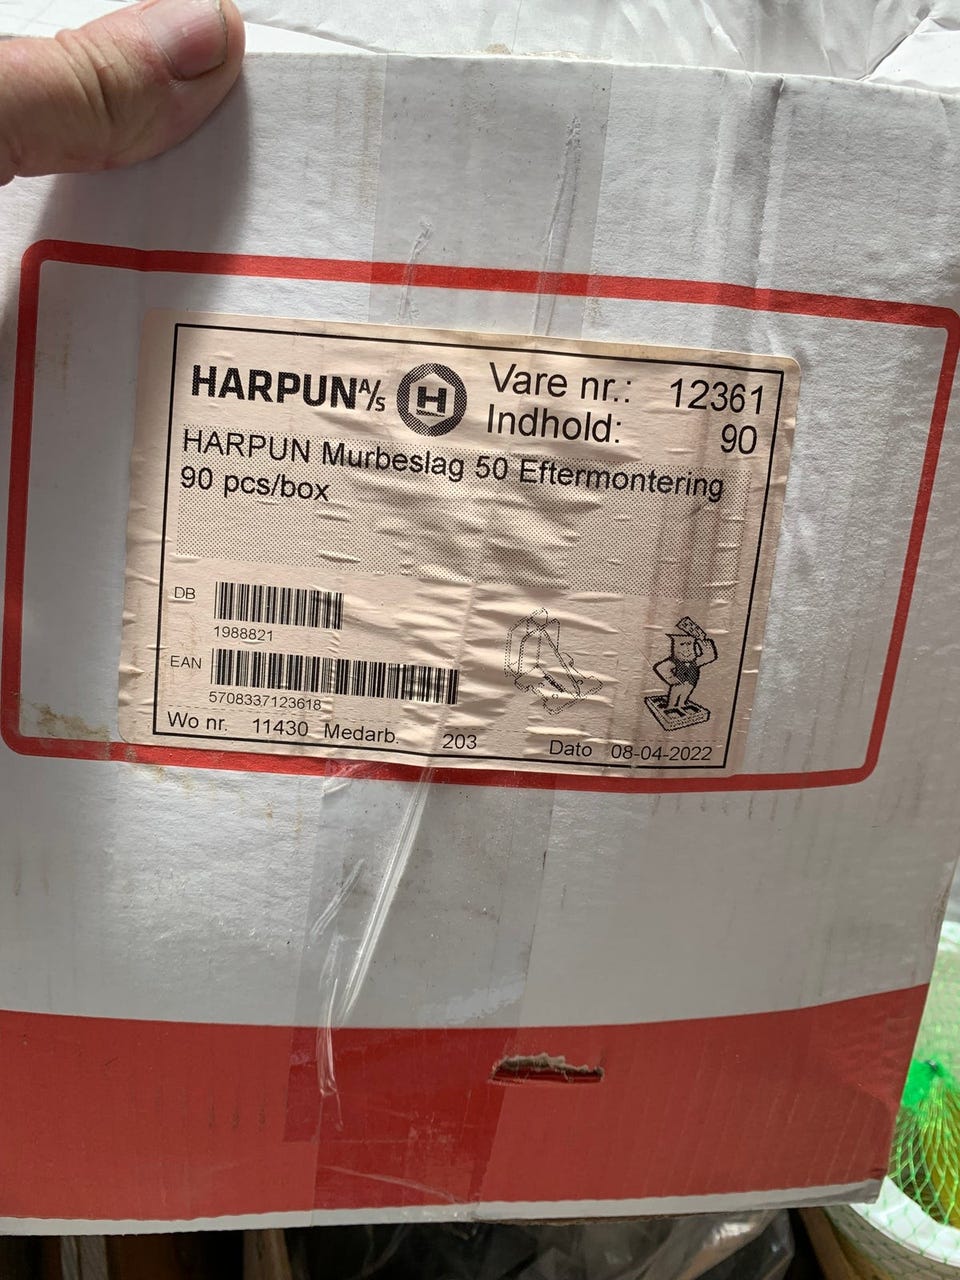 HARPUN A/S H
Vare nr.: 12361
Indhold: 90
HARPUN Murbeslag 50 Eftermontering
90 pcs/box
DB
1988821
EAN
5708337123618
Wo nr. 11430 Medarb. 203 Dato 08-04-2022